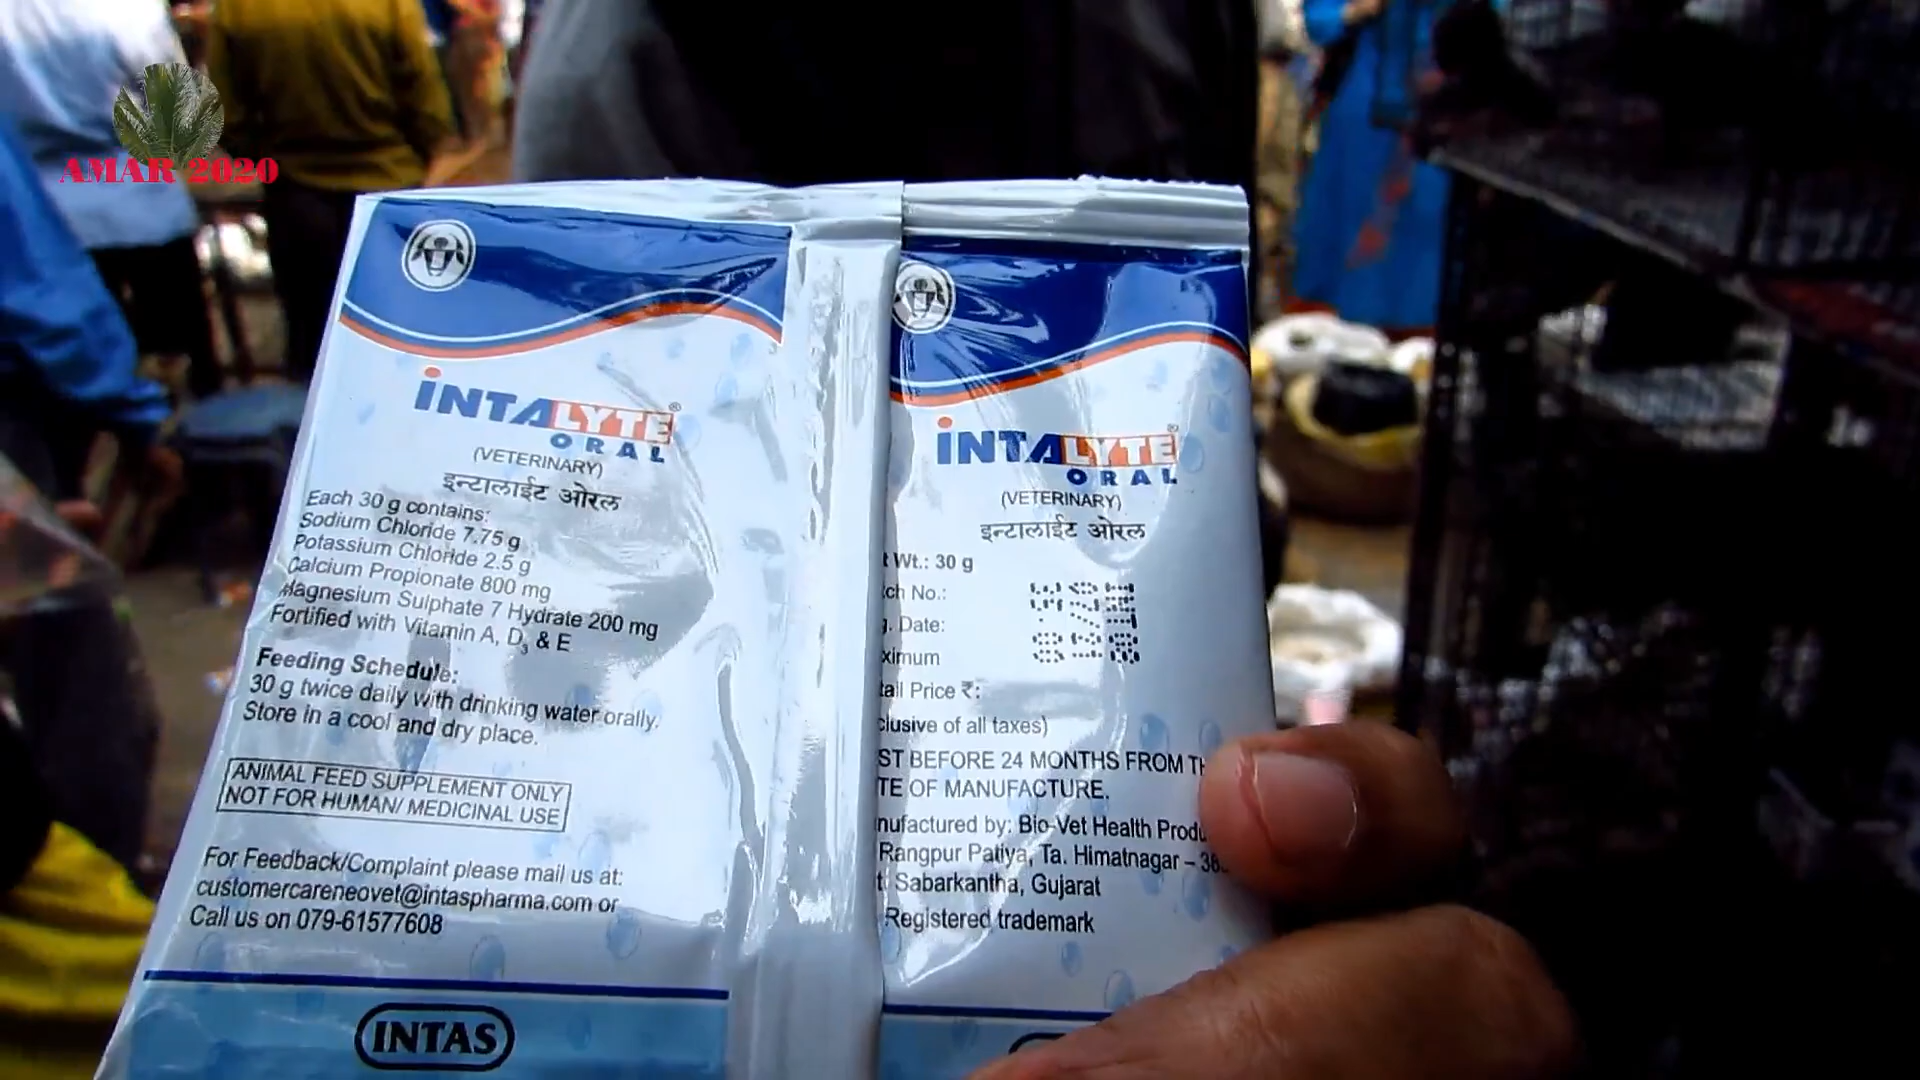 AMAR 2020
INTALYTE®
ORAL
(VETERINARY)
इन्टालाईट ओरल
Each 30 g contains:
Sodium Chloride 7.75 g
Potassium Chloride 2.5 g
Calcium Propionate 800 mg
Magnesium Sulphate 7 Hydrate 200 mg
Fortified with Vitamin A, D3 & E
Feeding Schedule:
30 g twice daily with drinking water orally.
Store in a cool and dry place.
ANIMAL FEED SUPPLEMENT ONLY
NOT FOR HUMAN/ MEDICINAL USE
For Feedback/Complaint please mail us at:
customercareneovet@intaspharma.com or
Call us on 079-61577608
INTAS
INTALYTE®
ORAL
(VETERINARY)
इन्टालाईट ओरल
t Wt.: 30 g
tch No.:
g. Date:
ximum
tail Price ₹:
clusive of all taxes)
ST BEFORE 24 MONTHS FROM TH
TE OF MANUFACTURE.
nufactured by: Bio-Vet Health Produ
Rangpur Patiya, Ta. Himatnagar – 38
t. Sabarkantha, Gujarat
Registered trademark